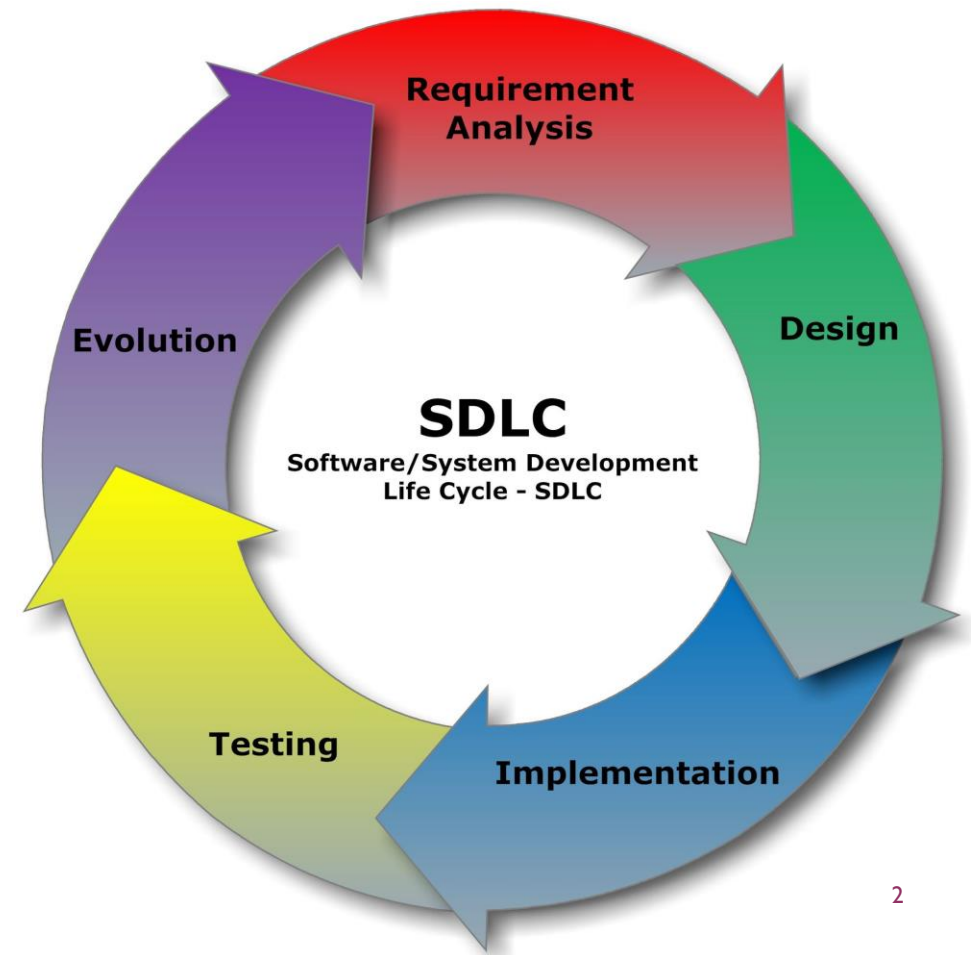 Requirement
Analysis
Design
Evolution
SDLC
Software/System Development
Life Cycle - SDLC
Testing
Implementation
2